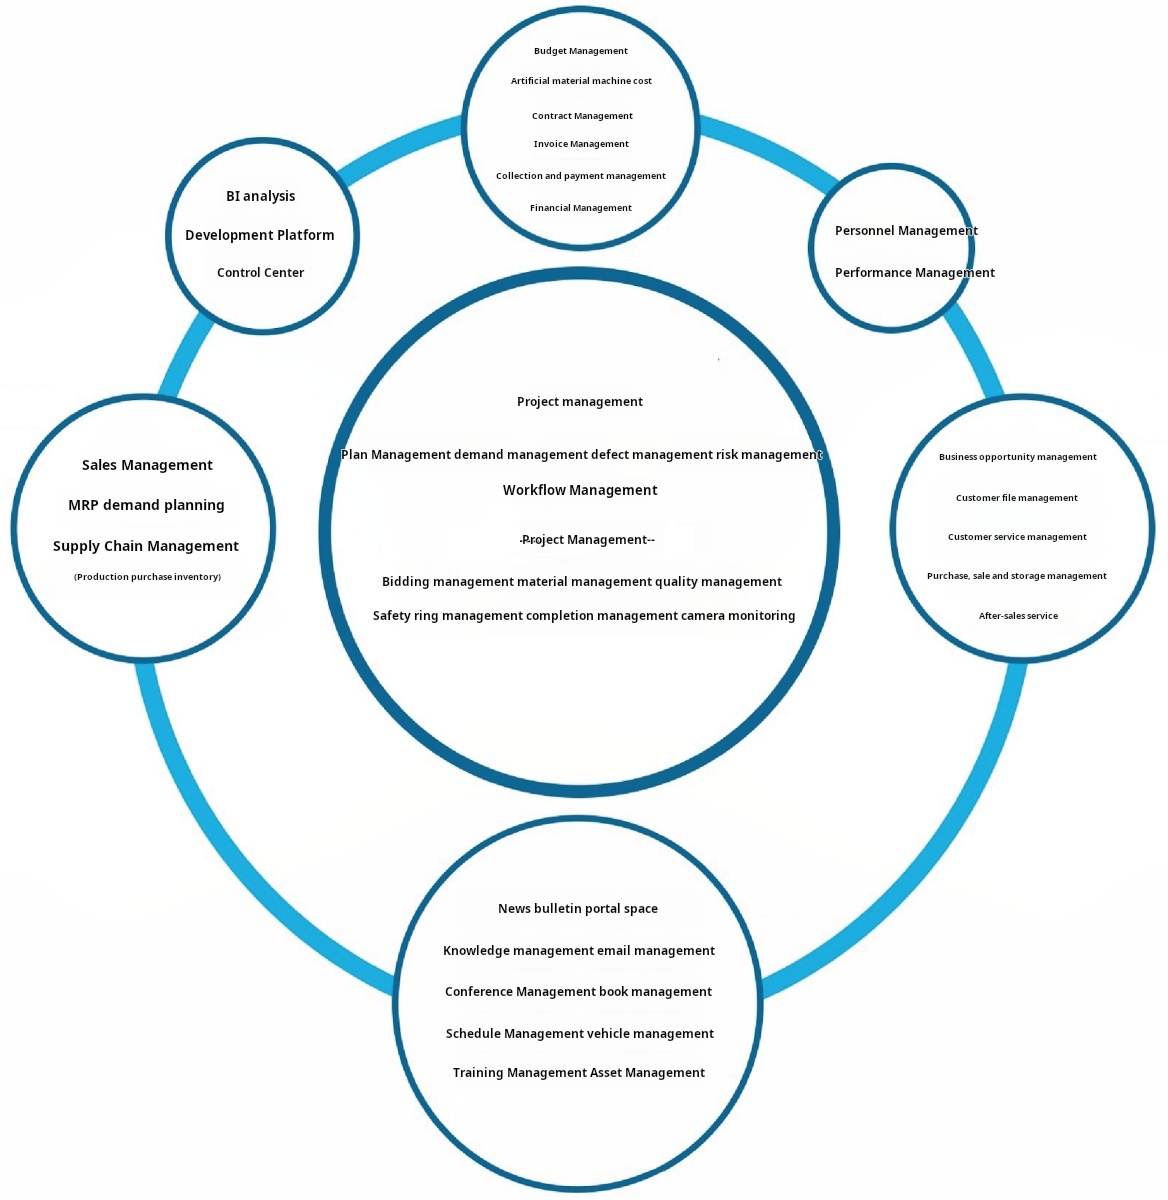 Budget Management
Artificial material machine cost
Contract Management
Invoice Management
Collection and payment management
Financial Management
BI analysis
Development Platform
Control Center
Personnel Management
Performance Management
Sales Management
MRP demand planning
Supply Chain Management
(Production purchase inventory)
Project management
Plan Management demand management defect management risk management
Workflow Management
-Project Management--
Bidding management material management quality management
Safety ring management completion management camera monitoring
Business opportunity management
Customer file management
Customer service management
Purchase, sale and storage management
After-sales service
News bulletin portal space
Knowledge management email management
Conference Management book management
Schedule Management vehicle management
Training Management Asset Management